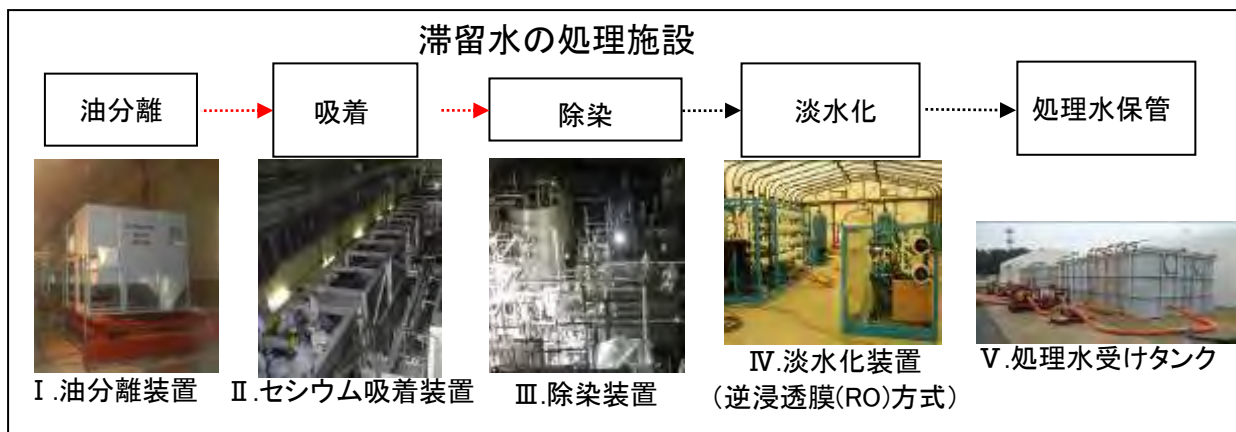 滞留水の処理施設
油分離
吸着
除染
淡水化
処理水保管
Ⅰ.油分離装置
Ⅱ.セシウム吸着装置
Ⅲ.除染装置
Ⅳ.淡水化装置
(逆浸透膜(RO)方式)
Ⅴ.処理水受けタンク